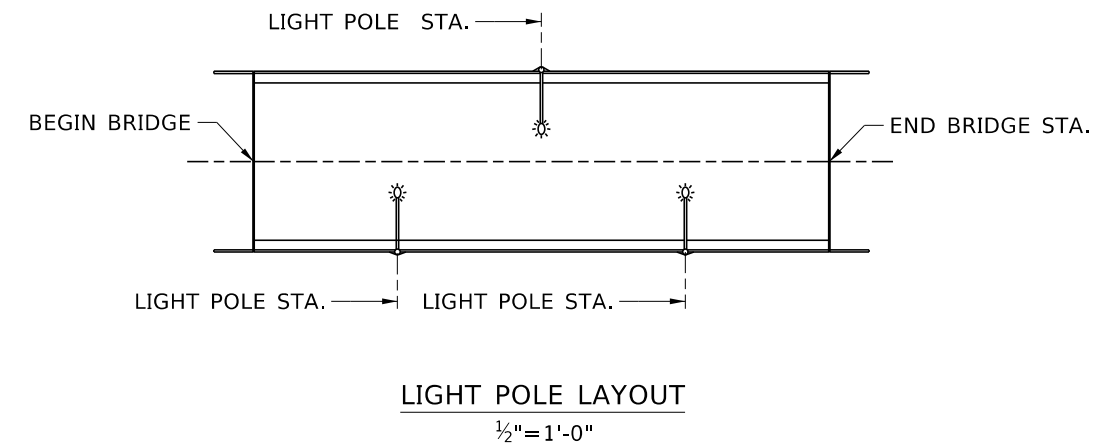 LIGHT POLE STA.
BEGIN BRIDGE
END BRIDGE STA.
LIGHT POLE STA.
LIGHT POLE STA.
LIGHT POLE LAYOUT
½"=1'-0"